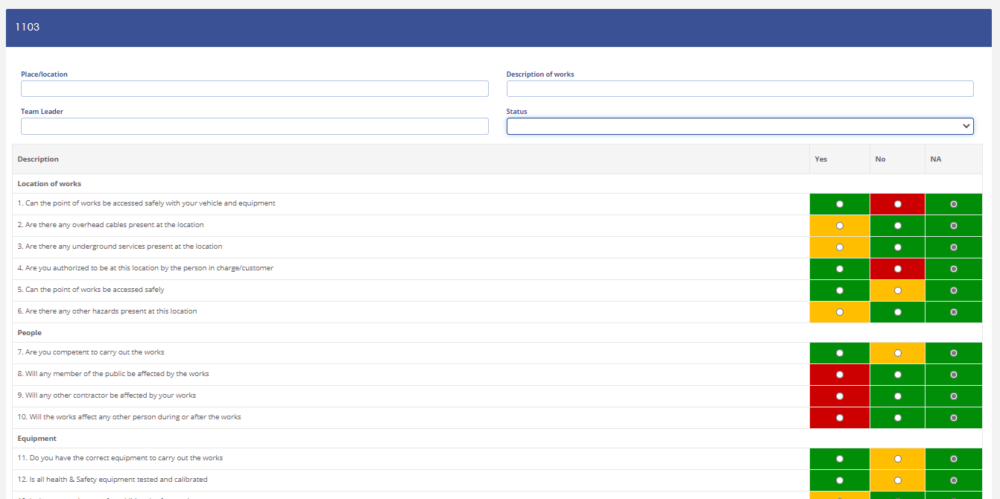 1103
Place/location
Description of works
Team Leader
Status
Description Yes No NA
Location of works
1. Can the point of works be accessed safely with your vehicle and equipment
2. Are there any overhead cables present at the location
3. Are there any underground services present at the location
4. Are you authorized to be at this location by the person in charge/customer
5. Can the point of works be accessed safely
6. Are there any other hazards present at this location
People
7. Are you competent to carry out the works
8. Will any member of the public be affected by the works
9. Will any other contractor be affected by your works
10. Will the works affect any other person during or after the works
Equipment
11. Do you have the correct equipment to carry out the works
12. Is all health & Safety equipment tested and calibrated